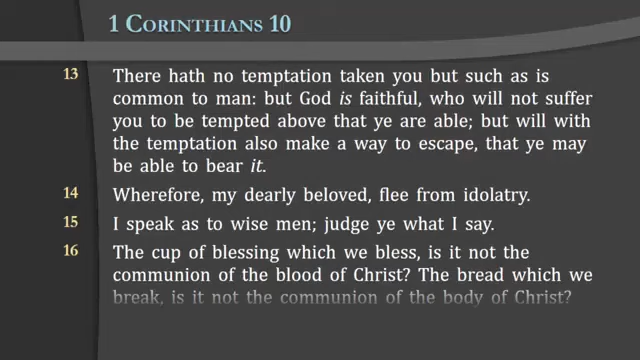 1 CORINTHIANS 10
13 There hath no temptation taken you but such as is
common to man: but God is faithful, who will not suffer
you to be tempted above that ye are able; but will with
the temptation also make a way to escape, that ye may
be able to bear it.
14 Wherefore, my dearly beloved, flee from idolatry.
15 I speak as to wise men; judge ye what I say.
16 The cup of blessing which we bless, is it not the
communion of the blood of Christ? The bread which we
break, is it not the communion of the body of Christ?